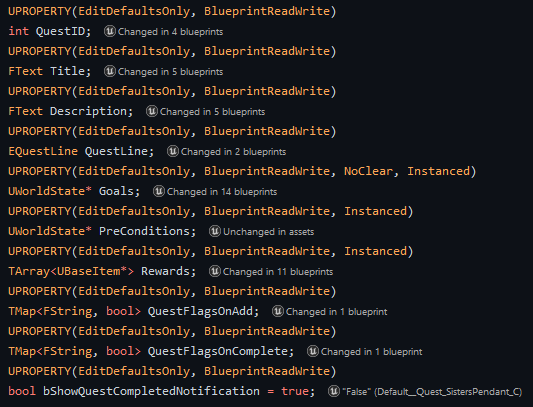 UPROPERTY(EditDefaultsOnly, BlueprintReadWrite)
int QuestID; Changed in 4 blueprints
UPROPERTY(EditDefaultsOnly, BlueprintReadWrite)
FText Title; Changed in 5 blueprints
UPROPERTY(EditDefaultsOnly, BlueprintReadWrite)
FText Description; Changed in 5 blueprints
UPROPERTY(EditDefaultsOnly, BlueprintReadWrite)
EQuestLine QuestLine; Changed in 2 blueprints
UPROPERTY(EditDefaultsOnly, BlueprintReadWrite, NoClear, Instanced)
UWorldState* Goals; Changed in 14 blueprints
UPROPERTY(EditDefaultsOnly, BlueprintReadWrite, Instanced)
UWorldState* PreConditions; Unchanged in assets
UPROPERTY(EditDefaultsOnly, BlueprintReadWrite, Instanced)
TArray<UBaseItem*> Rewards; Changed in 11 blueprints
UPROPERTY(EditDefaultsOnly, BlueprintReadWrite)
TMap<FString, bool> QuestFlagsOnAdd; Changed in 1 blueprint
UPROPERTY(EditDefaultsOnly, BlueprintReadWrite)
TMap<FString, bool> QuestFlagsOnComplete; Changed in 1 blueprint
UPROPERTY(EditDefaultsOnly, BlueprintReadWrite)
bool bShowQuestCompletedNotification = true; "False" (Default__Quest_SistersPendant_C)